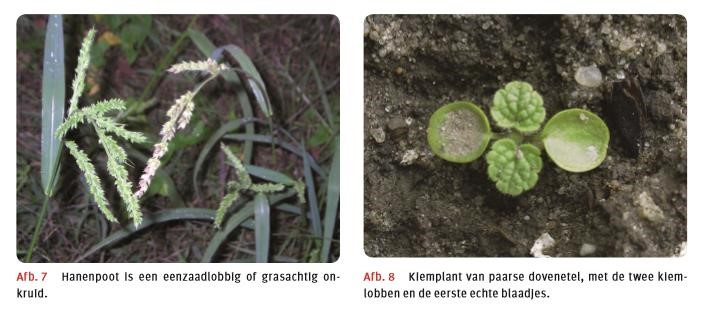 Afb. 7 Hanenpoot is een eenzaadlobbig of grasachtig on-
kruid.
Afb. 8 Kiemplant van paarse dovenetel, met de twee kiem-
lobben en de eerste echte blaadjes.